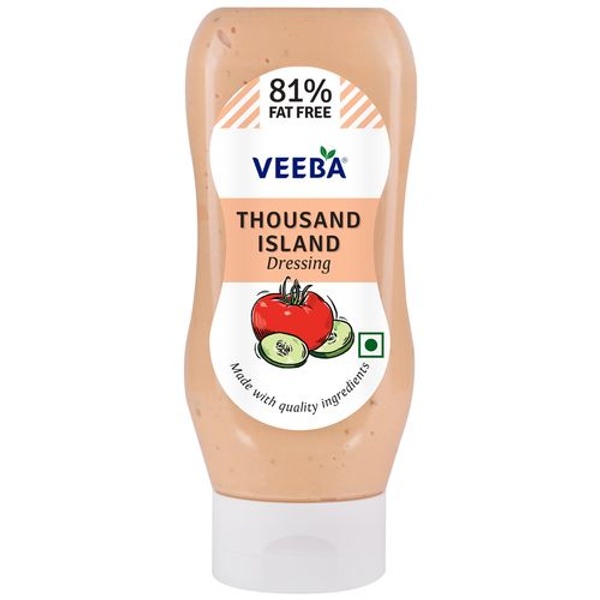 81%
FAT FREE
VEEBA®
THOUSAND
ISLAND
Dressing
Made with quality ingredients